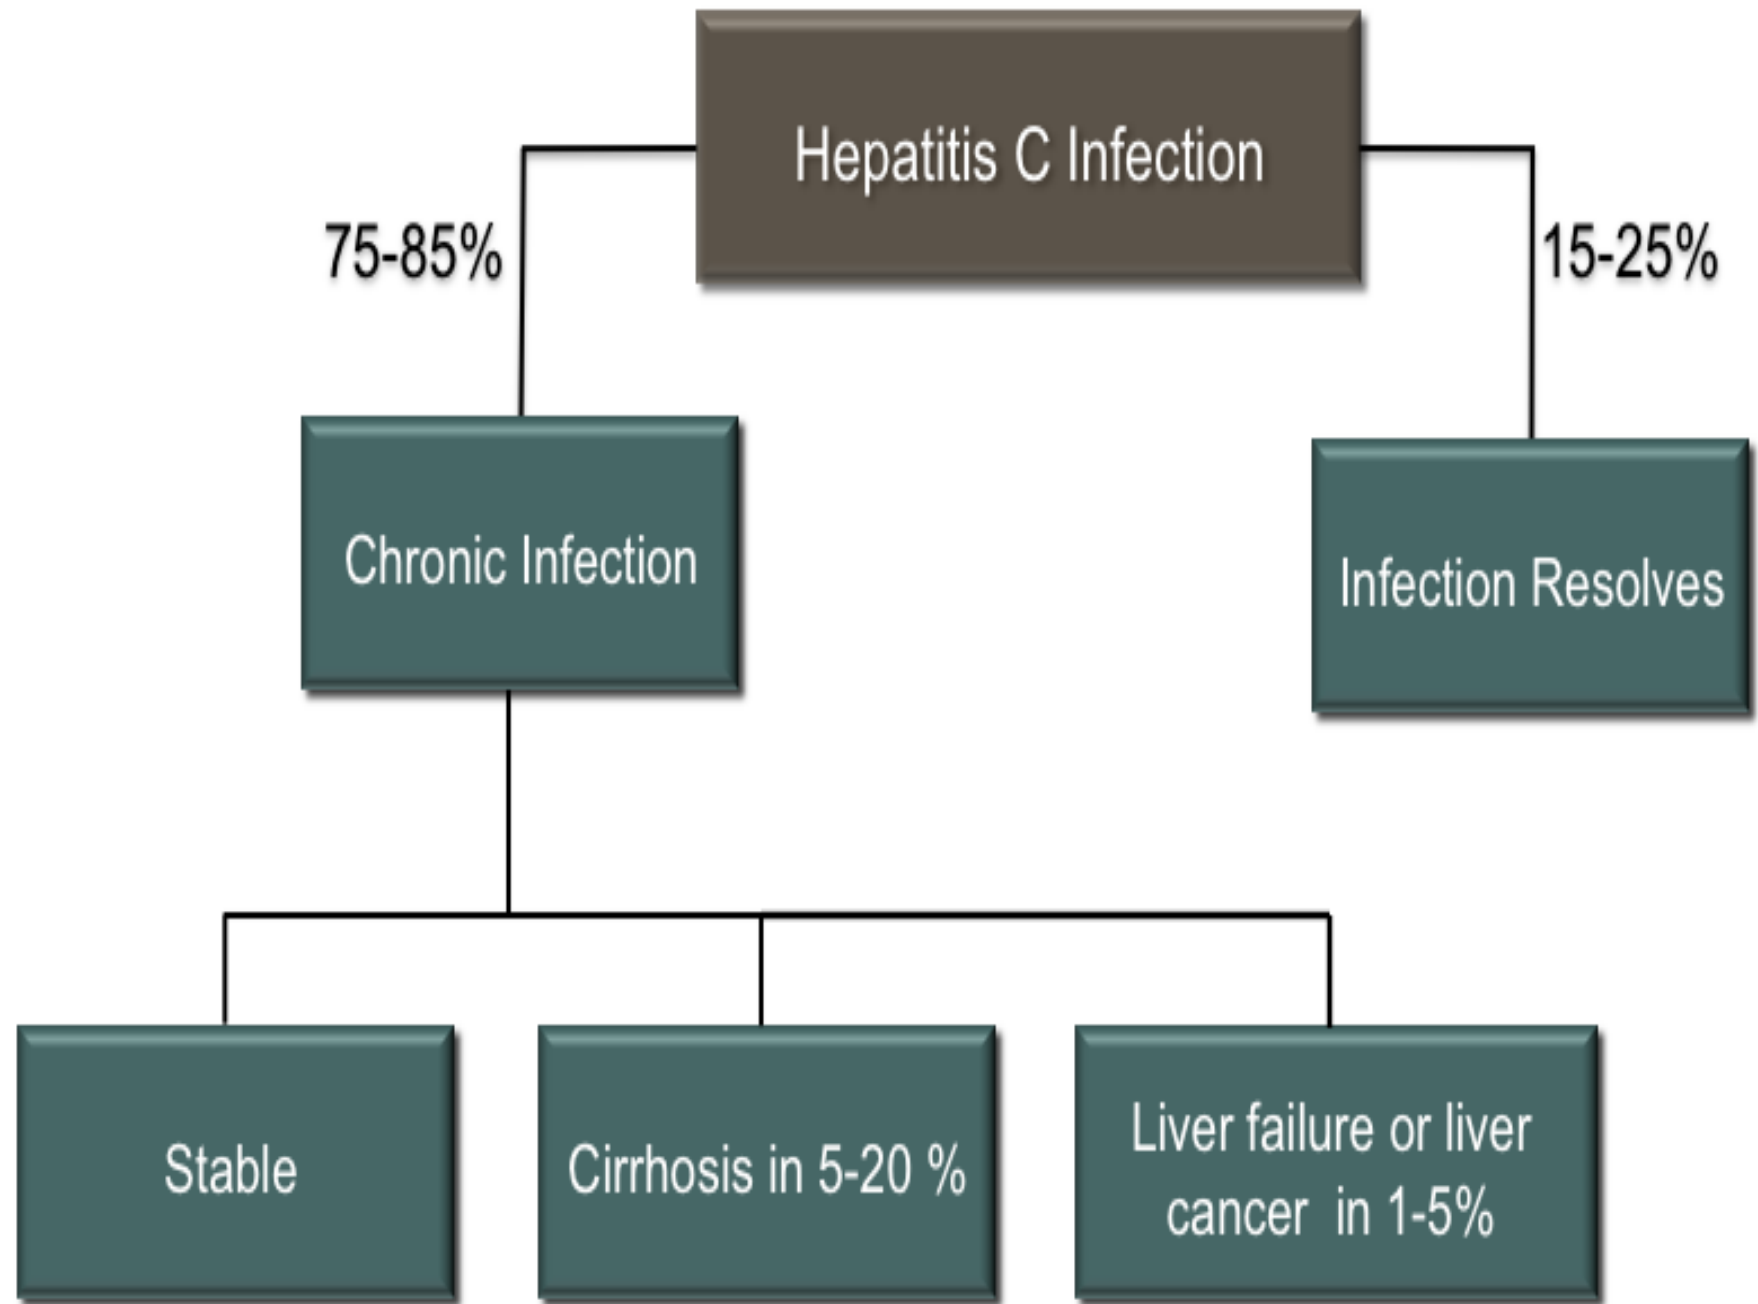 Hepatitis C Infection
75-85%
15-25%
Chronic Infection
Infection Resolves
Stable
Cirrhosis in 5-20 %
Liver failure or liver
cancer in 1-5%